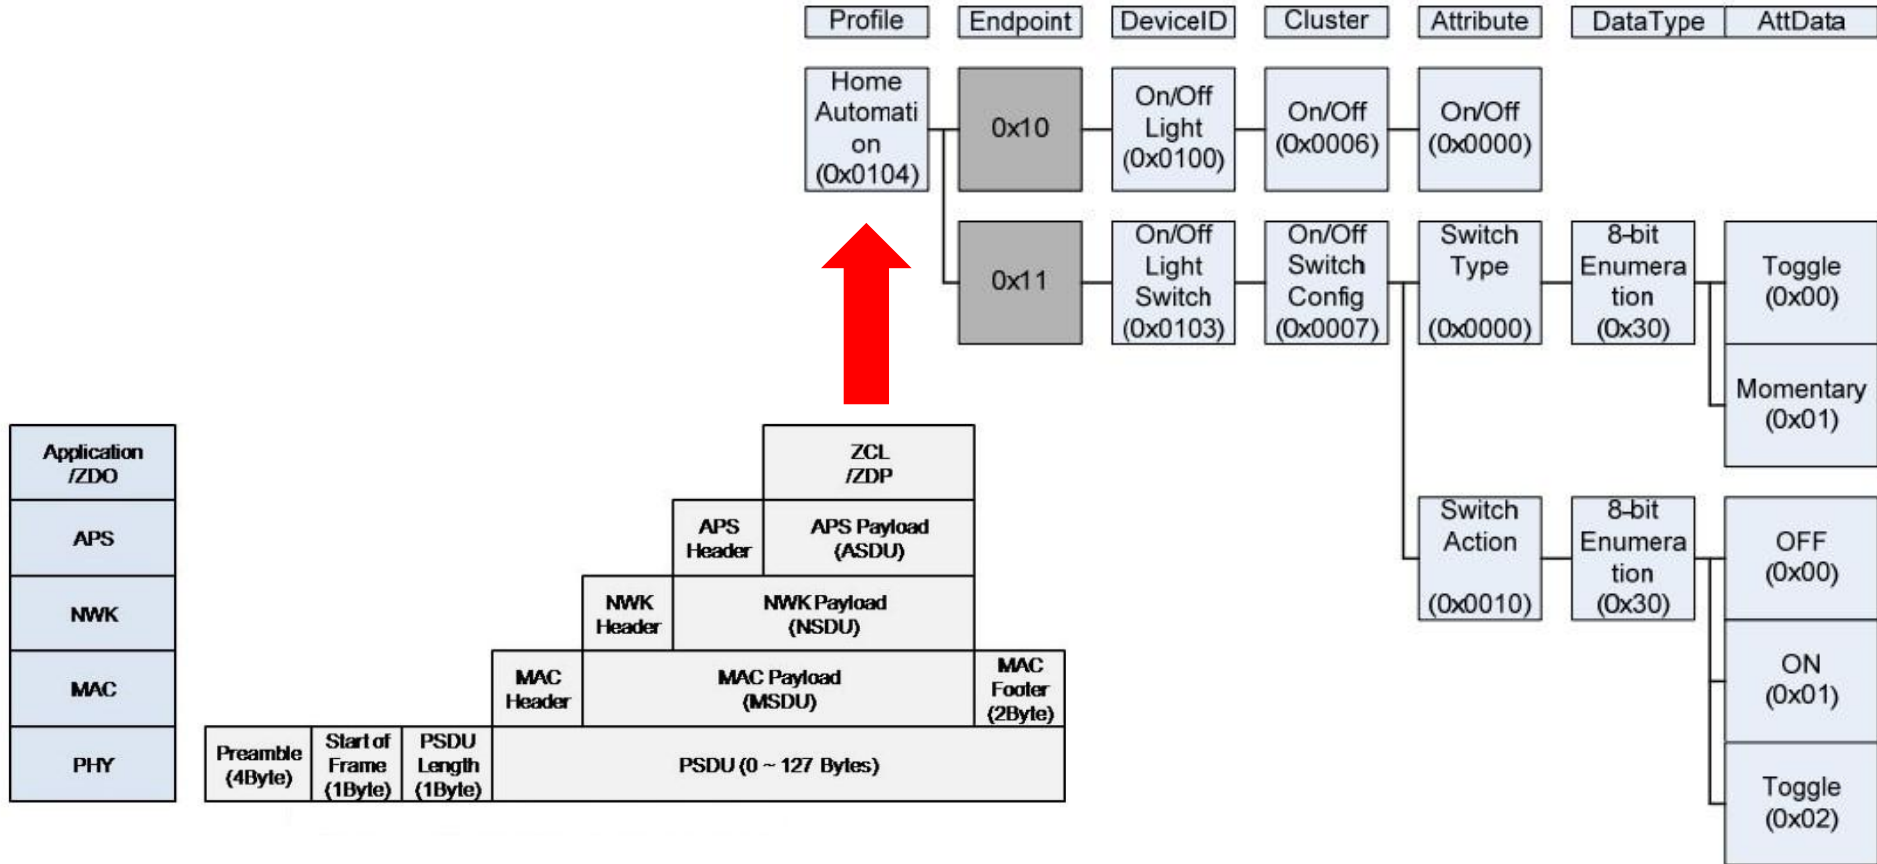 Profile
Endpoint
DeviceID
Cluster
Attribute
DataType
AttData
Home
Automati
on
(0x0104)
0x10
On/Off
Light
(0x0100)
On/Off
(0x0006)
On/Off
(0x0000)
0x11
On/Off
Light
Switch
(0x0103)
On/Off
Switch
Config
(0x0007)
Switch
Type
(0x0000)
8-bit
Enumera
tion
(0x30)
Toggle
(0x00)
Momentary
(0x01)
Switch
Action
(0x0010)
8-bit
Enumera
tion
(0x30)
OFF
(0x00)
ON
(0x01)
Toggle
(0x02)
Application
/ZDO
ZCL
/ZDP
APS
APS
Header
APS Payload
(ASDU)
NWK
NWK
Header
NWK Payload
(NSDU)
MAC
MAC
Header
MAC Payload
(MSDU)
MAC
Footer
(2Byte)
PHY
Preamble
(4Byte)
Start of
Frame
(1Byte)
PSDU
Length
(1Byte)
PSDU (0 ~ 127 Bytes)